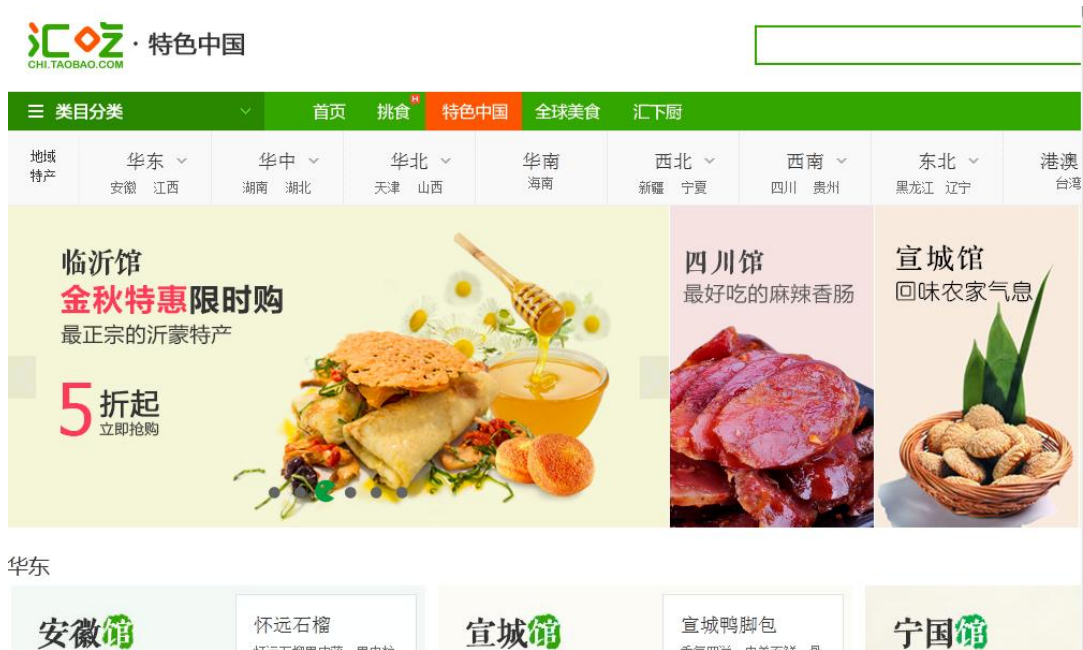 汇吃 · 特色中国
CHI.TAOBAO.COM
类目分类 首页 挑食 H 特色中国 全球美食 汇下厨
地域特产
华东 华中 华北 华南 西北 西南 东北 港澳
安徽 江西 湖南 湖北 天津 山西 海南 新疆 宁夏 四川 贵州 黑龙江 辽宁 台湾
临沂馆
金秋特惠限时购
最正宗的沂蒙特产
5折起
立即抢购
四川馆
最好吃的麻辣香肠
宣城馆
回味农家气息
华东
安徽馆
怀远石榴
宣城馆
宣城鸭脚包
宁国馆